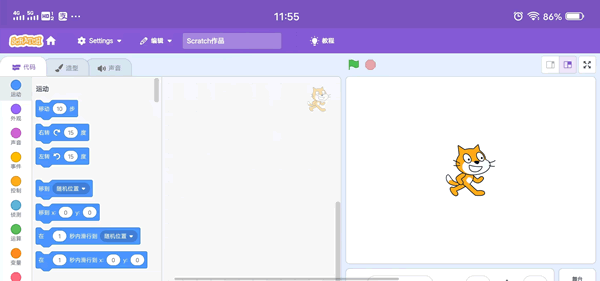 4G 5G HD 11:55 86%
SCRATCH Settings 编辑 Scratch作品 教程
代码 造型 声音
运动 运动
移动 10 步
外观
右转 15 度
声音
左转 15 度
事件
控制 移到 随机位置
侦测 移到 x: 0 y: 0
运算 在 1 秒内滑行到 随机位置
变量 在 1 秒内滑行到 x: 0 y: 0
舞台